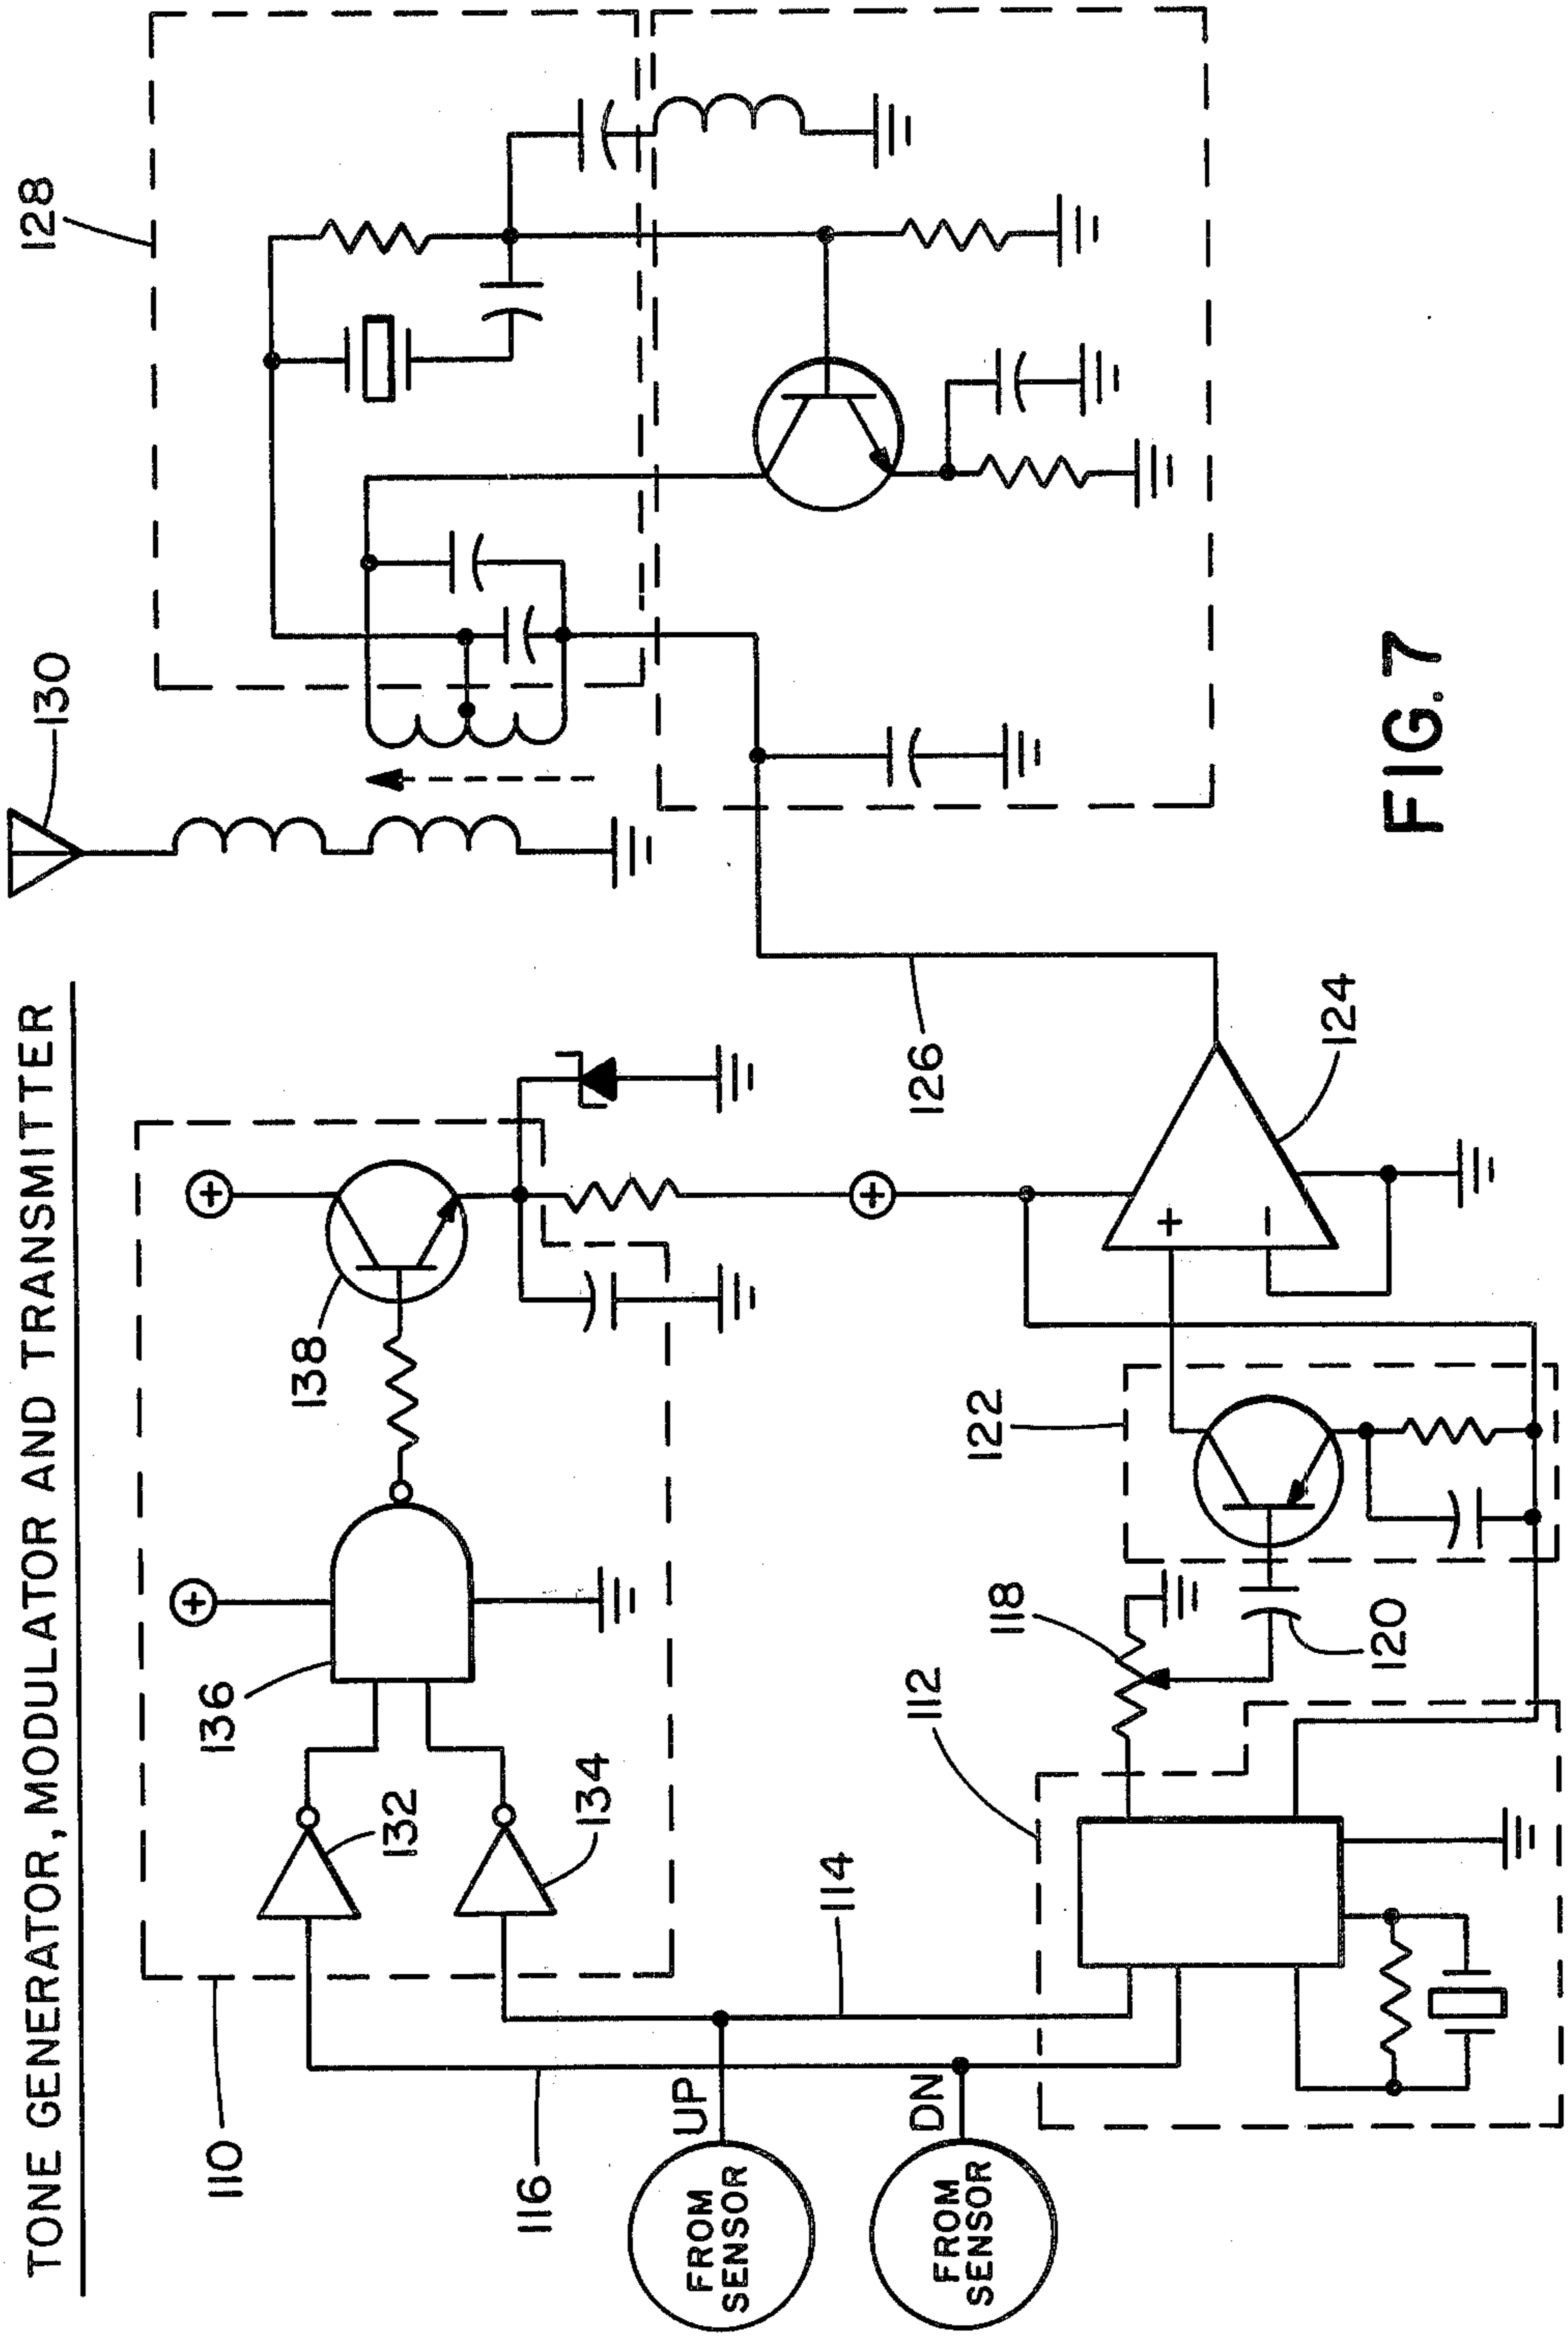 TONE GENERATOR, MODULATOR AND TRANSMITTER
110
132
134
136
138
116
114
UP
FROM
SENSOR
DN
FROM
SENSOR
112
118
120
122
+
+
+
+
−
124
126
128
130
FIG. 7